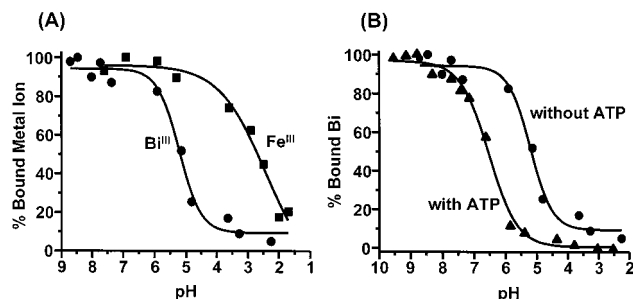 (A)
% Bound Metal Ion
100
80
60
40
20
0
Bi^III
Fe^III
9 8 7 6 5 4 3 2 1
pH
(B)
% Bound Bi
100
80
60
40
20
0
without ATP
with ATP
10 9 8 7 6 5 4 3 2
pH